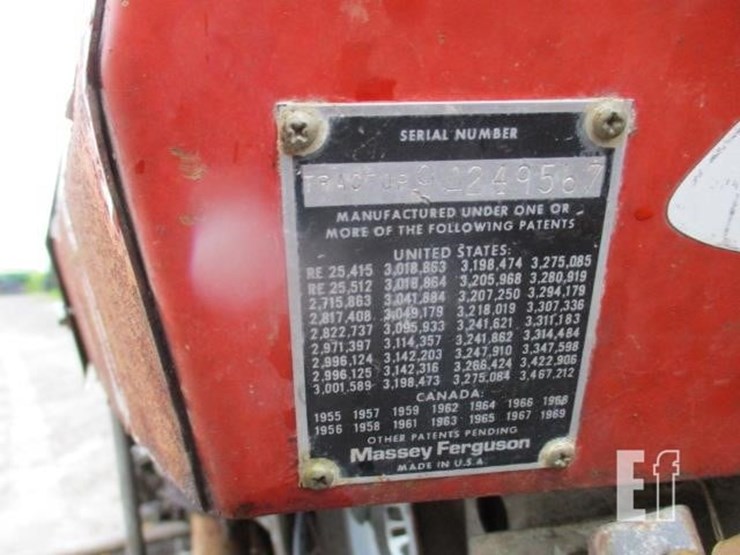 SERIAL NUMBER
TRACTOR
MANUFACTURED UNDER ONE OR
MORE OF THE FOLLOWING PATENTS
UNITED STATES:
RE 25,415 3,018,863 3,198,474 3,275,085
RE 25,512 3,018,864 3,205,968 3,280,919
2,715,863 3,041,884 3,207,250 3,294,179
2,817,408 3,049,179 3,218,019 3,307,336
2,822,737 3,095,933 3,241,621 3,311,183
2,971,397 3,114,357 3,241,862 3,314,484
2,996,124 3,142,203 3,247,910 3,347,598
2,996,125 3,142,316 3,266,424 3,422,906
3,001,589 3,198,473 3,275,084 3,467,212
CANADA:
1955 1957 1959 1962 1964 1966 1968
1956 1958 1961 1963 1965 1967 1969
OTHER PATENTS PENDING
Massey Ferguson
MADE IN U.S.A.
Ef